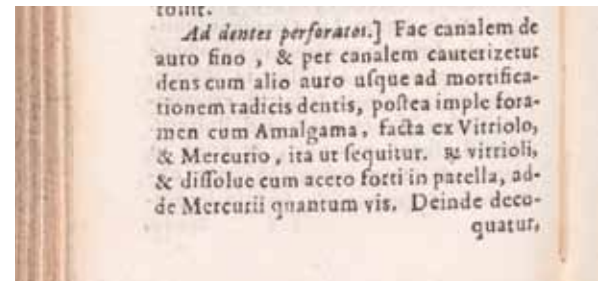 Ad dentes perforatos.] Fac canalem de
auro fino , & per canalem cauterizetur
dens cum alio auro uſque ad mortifica-
tionem radicis dentis, poſtea imple fora-
men cum Amalgama, facta ex Vitriolo,
& Mercurio, ita ut ſequitur. ℞ vitrioli,
& diſſolue cum aceto forti in patella, ad-
de Mercurii quantum vis. Deinde deco-
quatur,